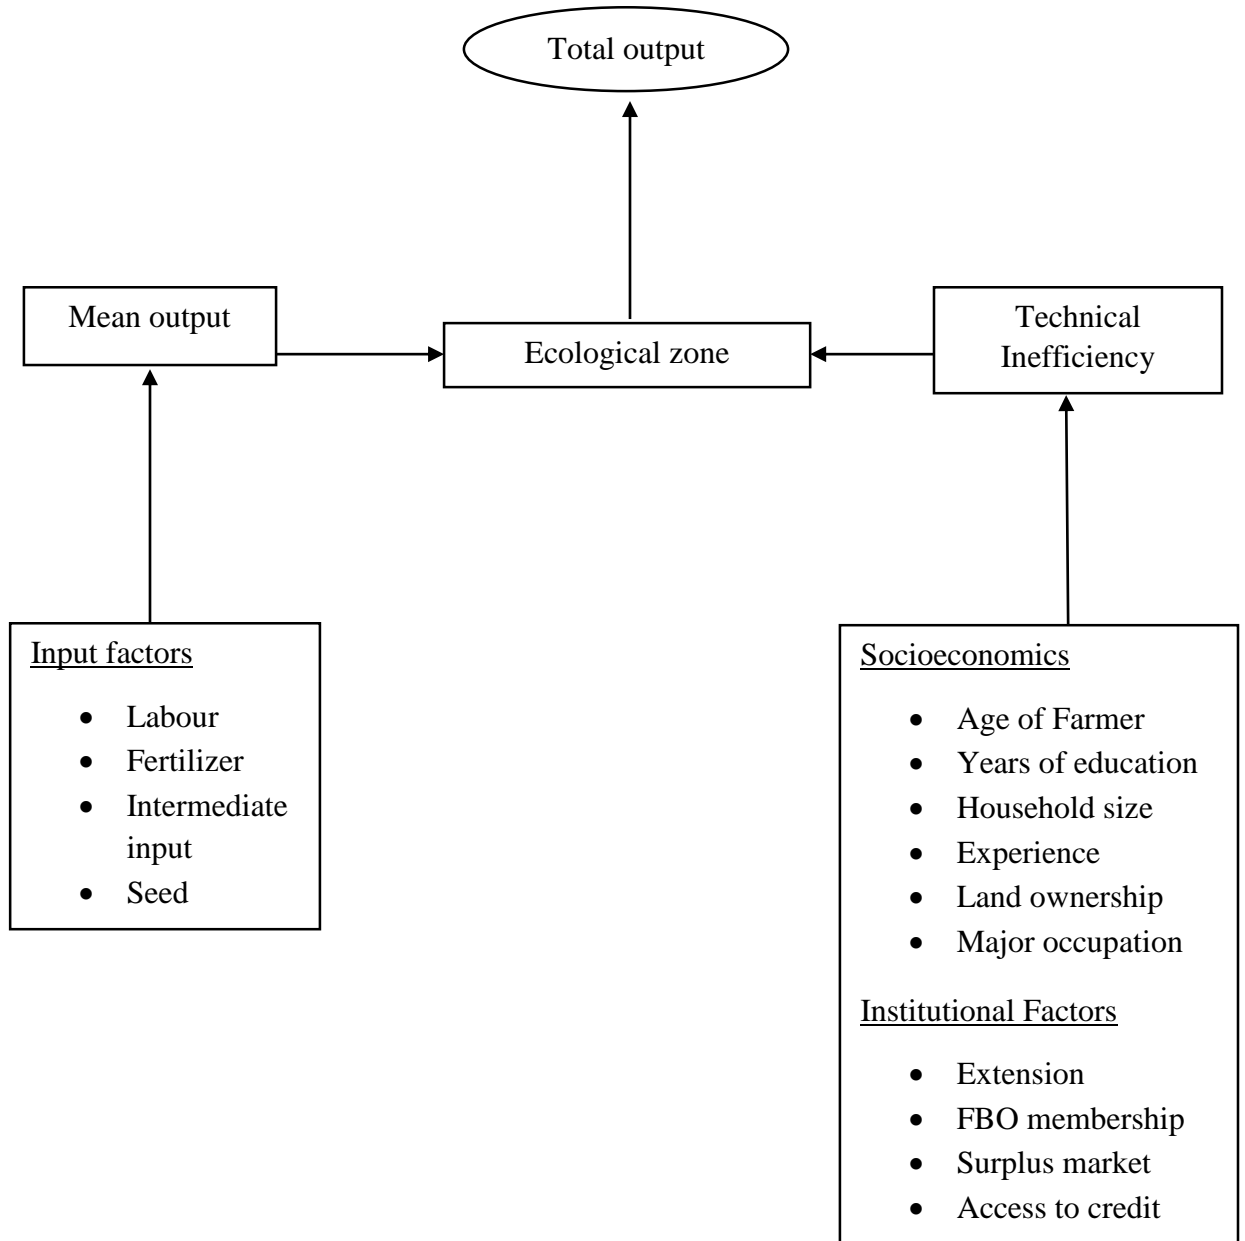 Total output
Mean output
Ecological zone
Technical
Inefficiency
Input factors
• Labour
• Fertilizer
• Intermediate
input
• Seed
Socioeconomics
• Age of Farmer
• Years of education
• Household size
• Experience
• Land ownership
• Major occupation
Institutional Factors
• Extension
• FBO membership
• Surplus market
• Access to credit